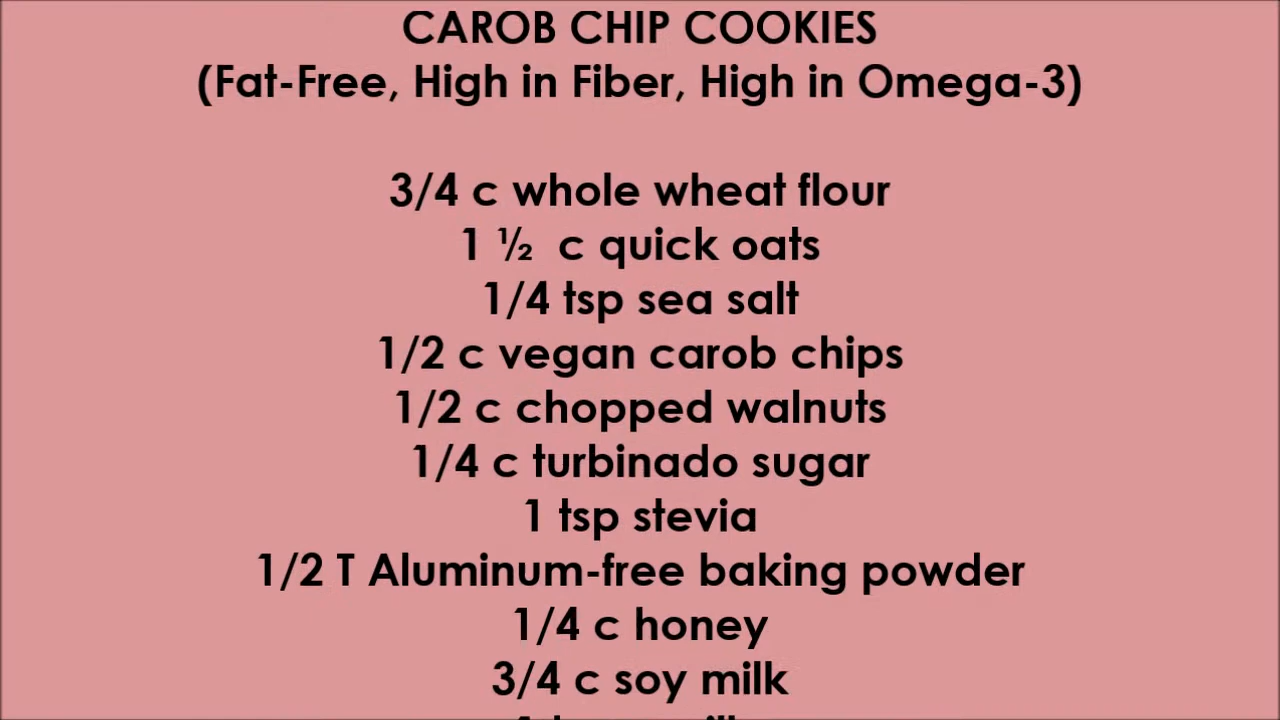 CAROB CHIP COOKIES
(Fat-Free, High in Fiber, High in Omega-3)
3/4 c whole wheat flour
1 ½ c quick oats
1/4 tsp sea salt
1/2 c vegan carob chips
1/2 c chopped walnuts
1/4 c turbinado sugar
1 tsp stevia
1/2 T Aluminum-free baking powder
1/4 c honey
3/4 c soy milk